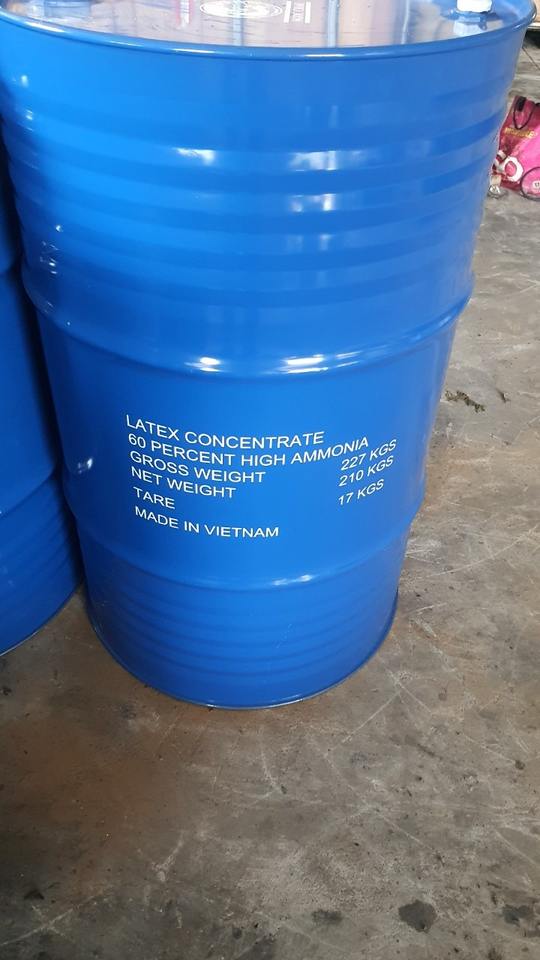 LATEX CONCENTRATE
60 PERCENT HIGH AMMONIA
GROSS WEIGHT 227 KGS
NET WEIGHT 210 KGS
TARE 17 KGS
MADE IN VIETNAM